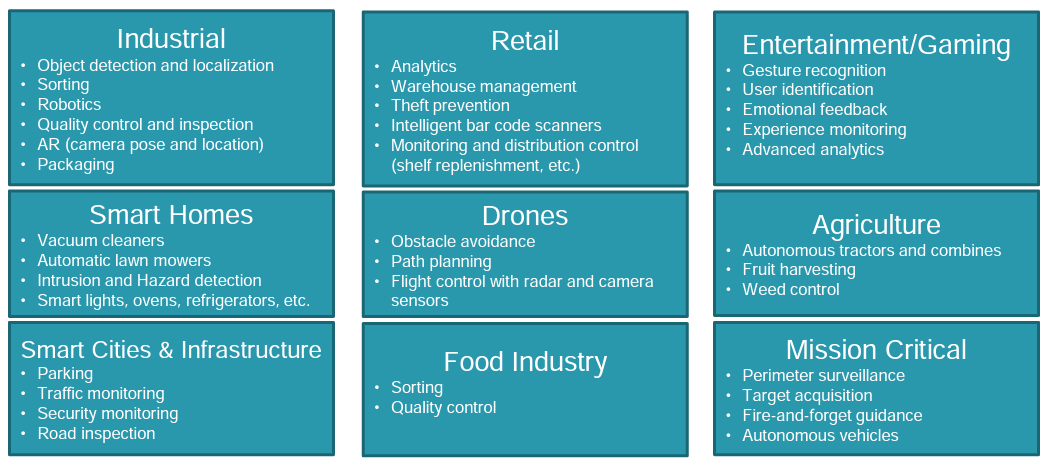 Industrial
• Object detection and localization
• Sorting
• Robotics
• Quality control and inspection
• AR (camera pose and location)
• Packaging
Retail
• Analytics
• Warehouse management
• Theft prevention
• Intelligent bar code scanners
• Monitoring and distribution control
(shelf replenishment, etc.)
Entertainment/Gaming
• Gesture recognition
• User identification
• Emotional feedback
• Experience monitoring
• Advanced analytics
Smart Homes
• Vacuum cleaners
• Automatic lawn mowers
• Intrusion and Hazard detection
• Smart lights, ovens, refrigerators, etc.
Drones
• Obstacle avoidance
• Path planning
• Flight control with radar and camera
sensors
Agriculture
• Autonomous tractors and combines
• Fruit harvesting
• Weed control
Smart Cities & Infrastructure
• Parking
• Traffic monitoring
• Security monitoring
• Road inspection
Food Industry
• Sorting
• Quality control
Mission Critical
• Perimeter surveillance
• Target acquisition
• Fire-and-forget guidance
• Autonomous vehicles